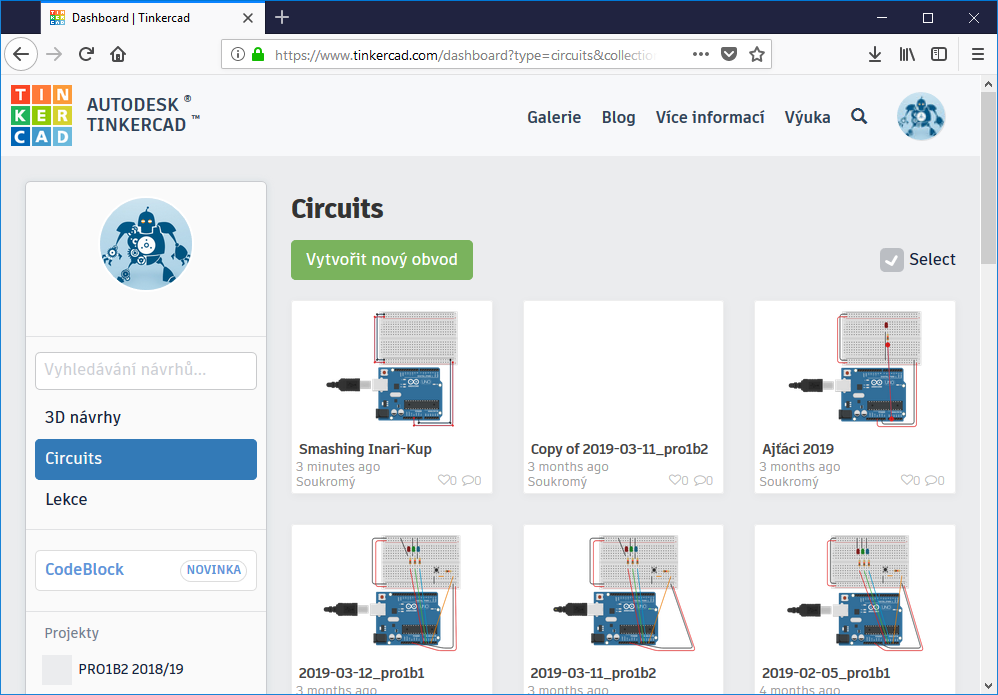 Dashboard | Tinkercad
https://www.tinkercad.com/dashboard?type=circuits&collectio
TIN
KER
CAD
AUTODESK ®
TINKERCAD ™
Galerie Blog Více informací Výuka
Circuits
Vytvořit nový obvod
Select
Vyhledávání návrhů...
3D návrhy
Circuits
Lekce
CodeBlock NOVINKA
Projekty
PRO1B2 2018/19
Smashing Inari-Kup
3 minutes ago
Soukromý
0 0
Copy of 2019-03-11_pro1b2
3 months ago
Soukromý
0 0
Ajťáci 2019
3 months ago
Soukromý
0 0
2019-03-12_pro1b1
3 months ago
2019-03-11_pro1b2
3 months ago
2019-02-05_pro1b1
4 months ago